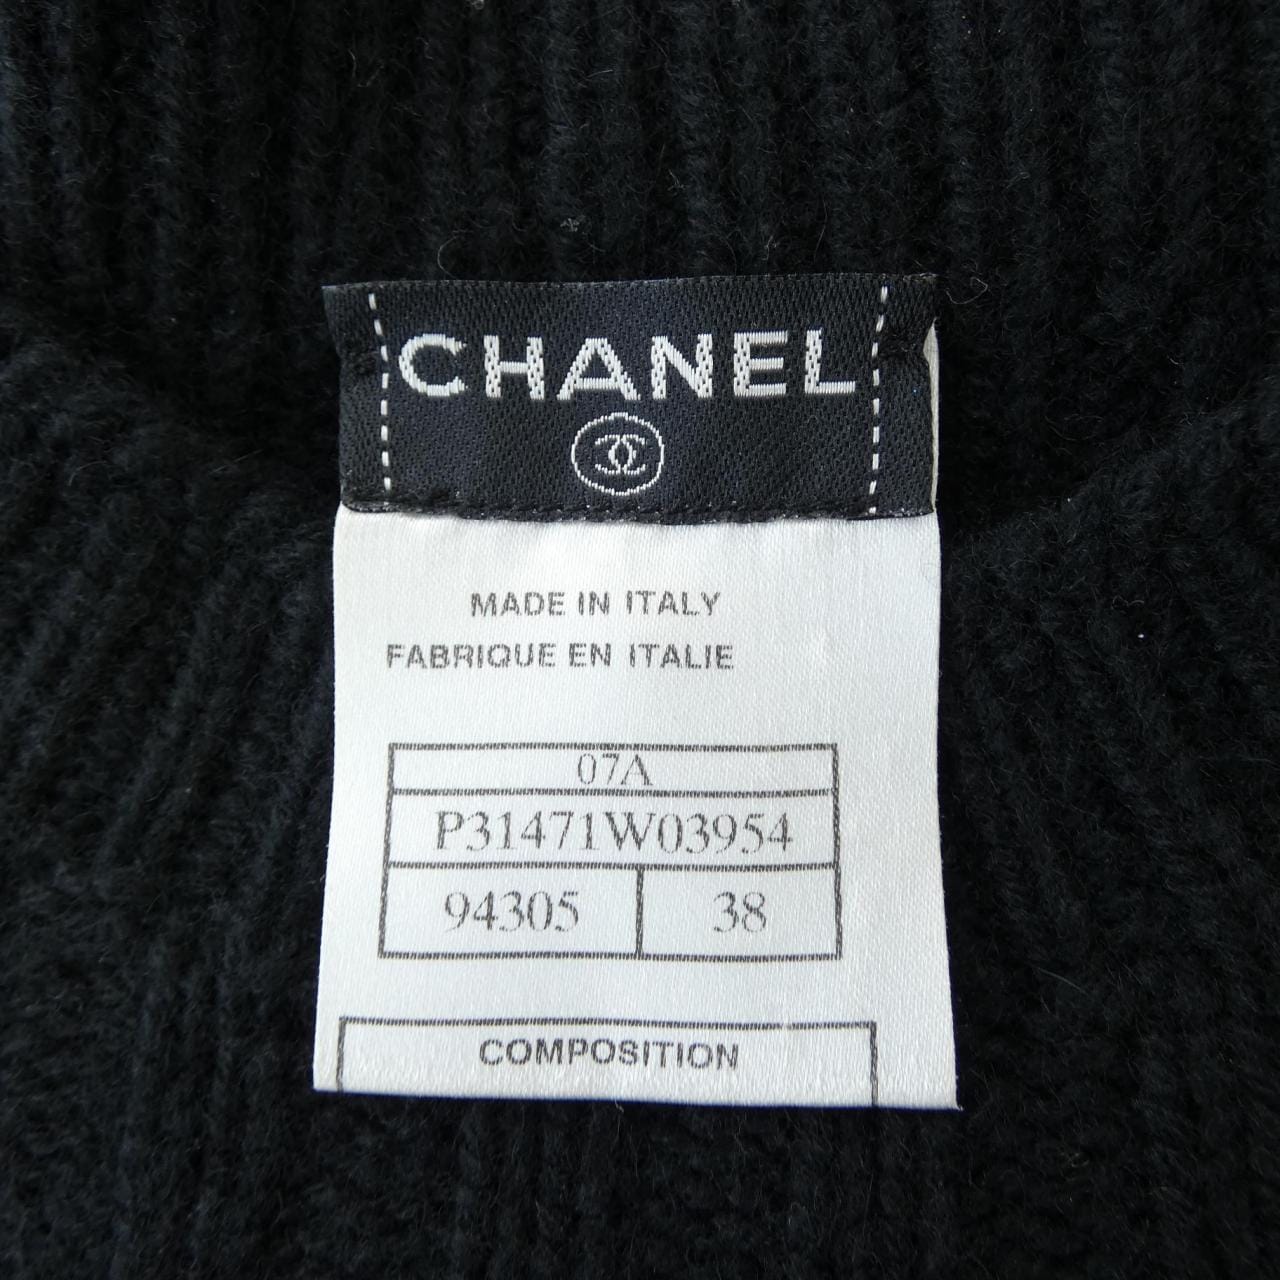 CHANEL
MADE IN ITALY
FABRIQUE EN ITALIE
07A
P31471W03954
94305 38
COMPOSITION